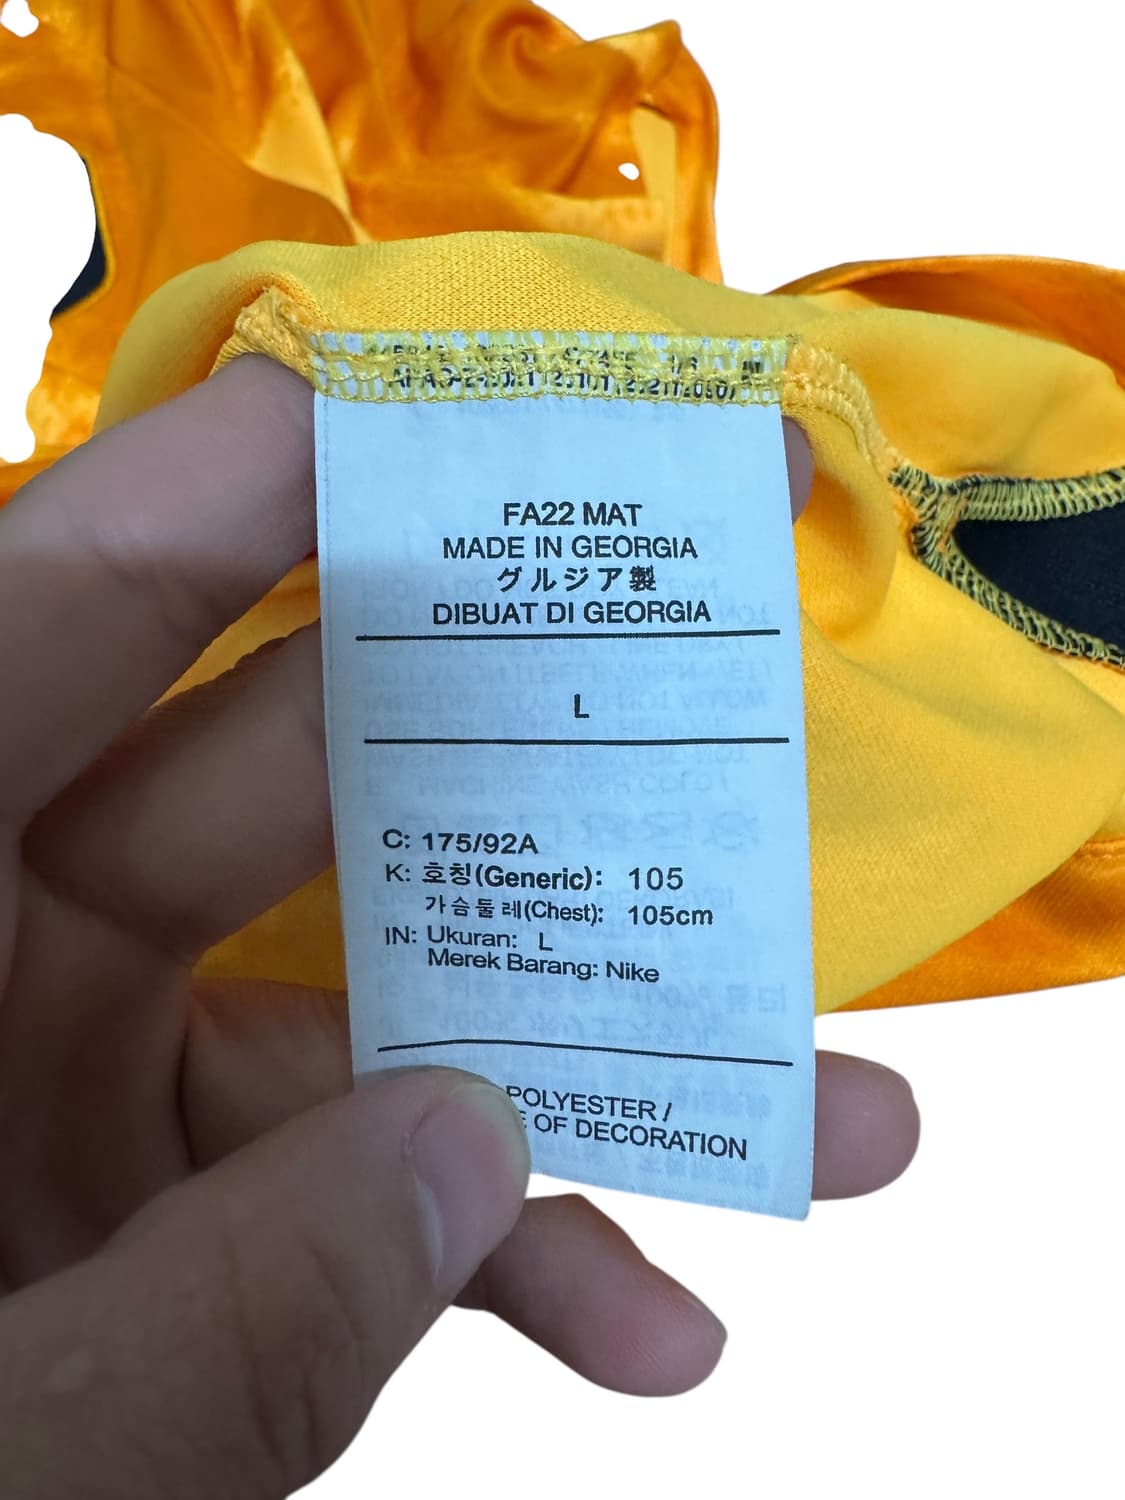 FA22 MAT
MADE IN GEORGIA
グルジア製
DIBUAT DI GEORGIA
L
C: 175/92A
K: 호칭(Generic): 105
가슴둘레(Chest): 105cm
IN: Ukuran: L
Merek Barang: Nike
POLYESTER /
OF DECORATION